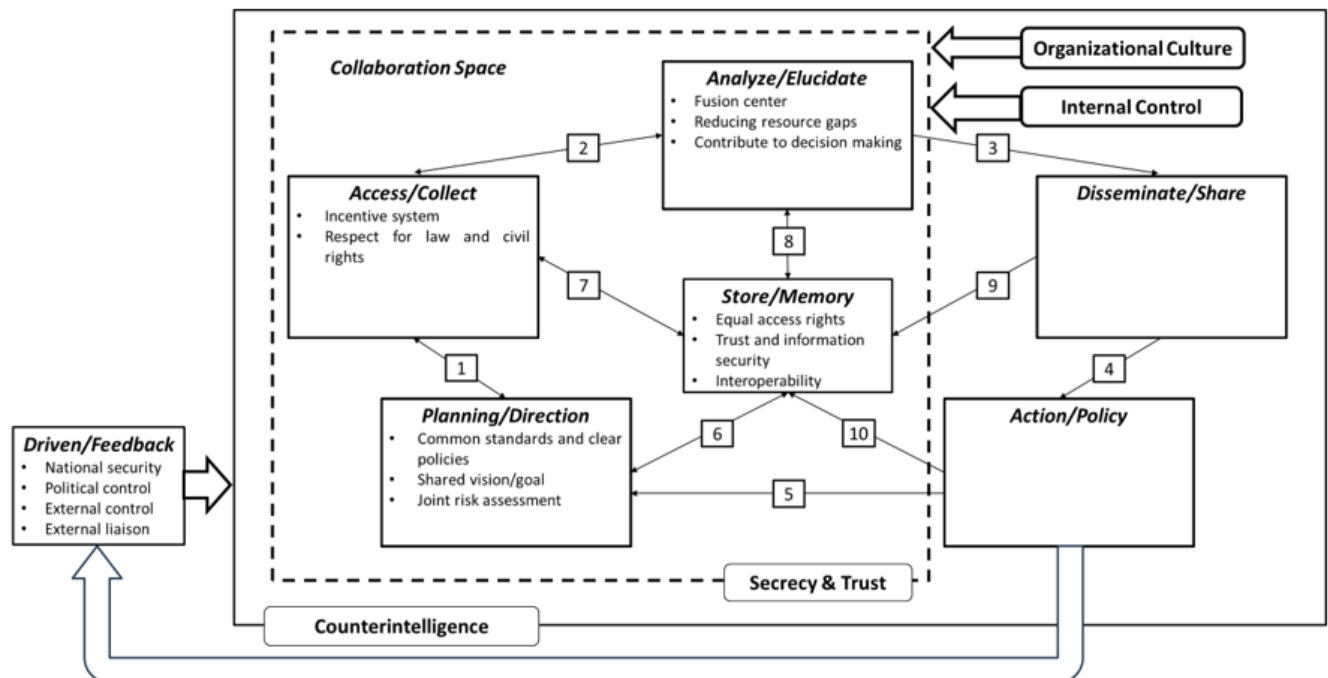 Organizational Culture
Collaboration Space
Analyze/Elucidate
• Fusion center
• Reducing resource gaps
• Contribute to decision making
Internal Control
2
3
Access/Collect
• Incentive system
• Respect for law and civil
rights
Disseminate/Share
8
7
9
Store/Memory
• Equal access rights
• Trust and information
security
• Interoperability
1
4
Planning/Direction
• Common standards and clear
policies
• Shared vision/goal
• Joint risk assessment
6
10
5
Action/Policy
Driven/Feedback
• National security
• Political control
• External control
• External liaison
Secrecy & Trust
Counterintelligence